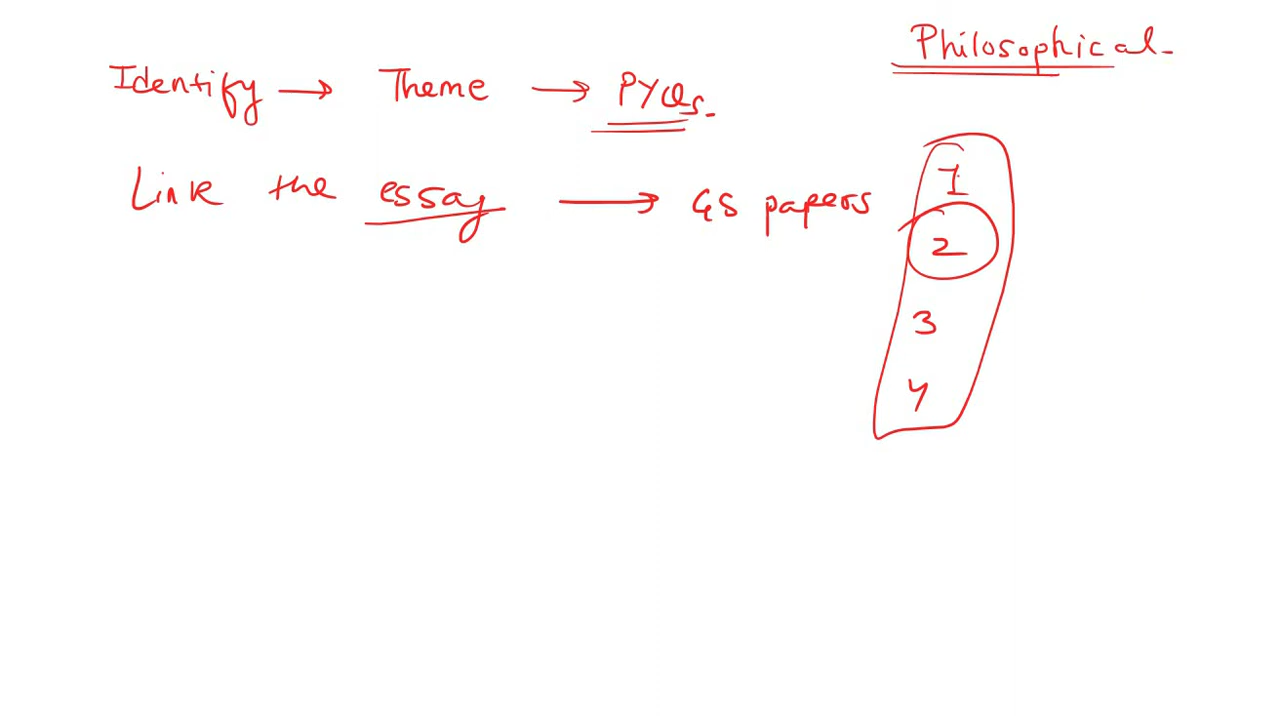 Philosophical
Identify → Theme → PYQs.
Link the essay → GS papers
1
2
3
4